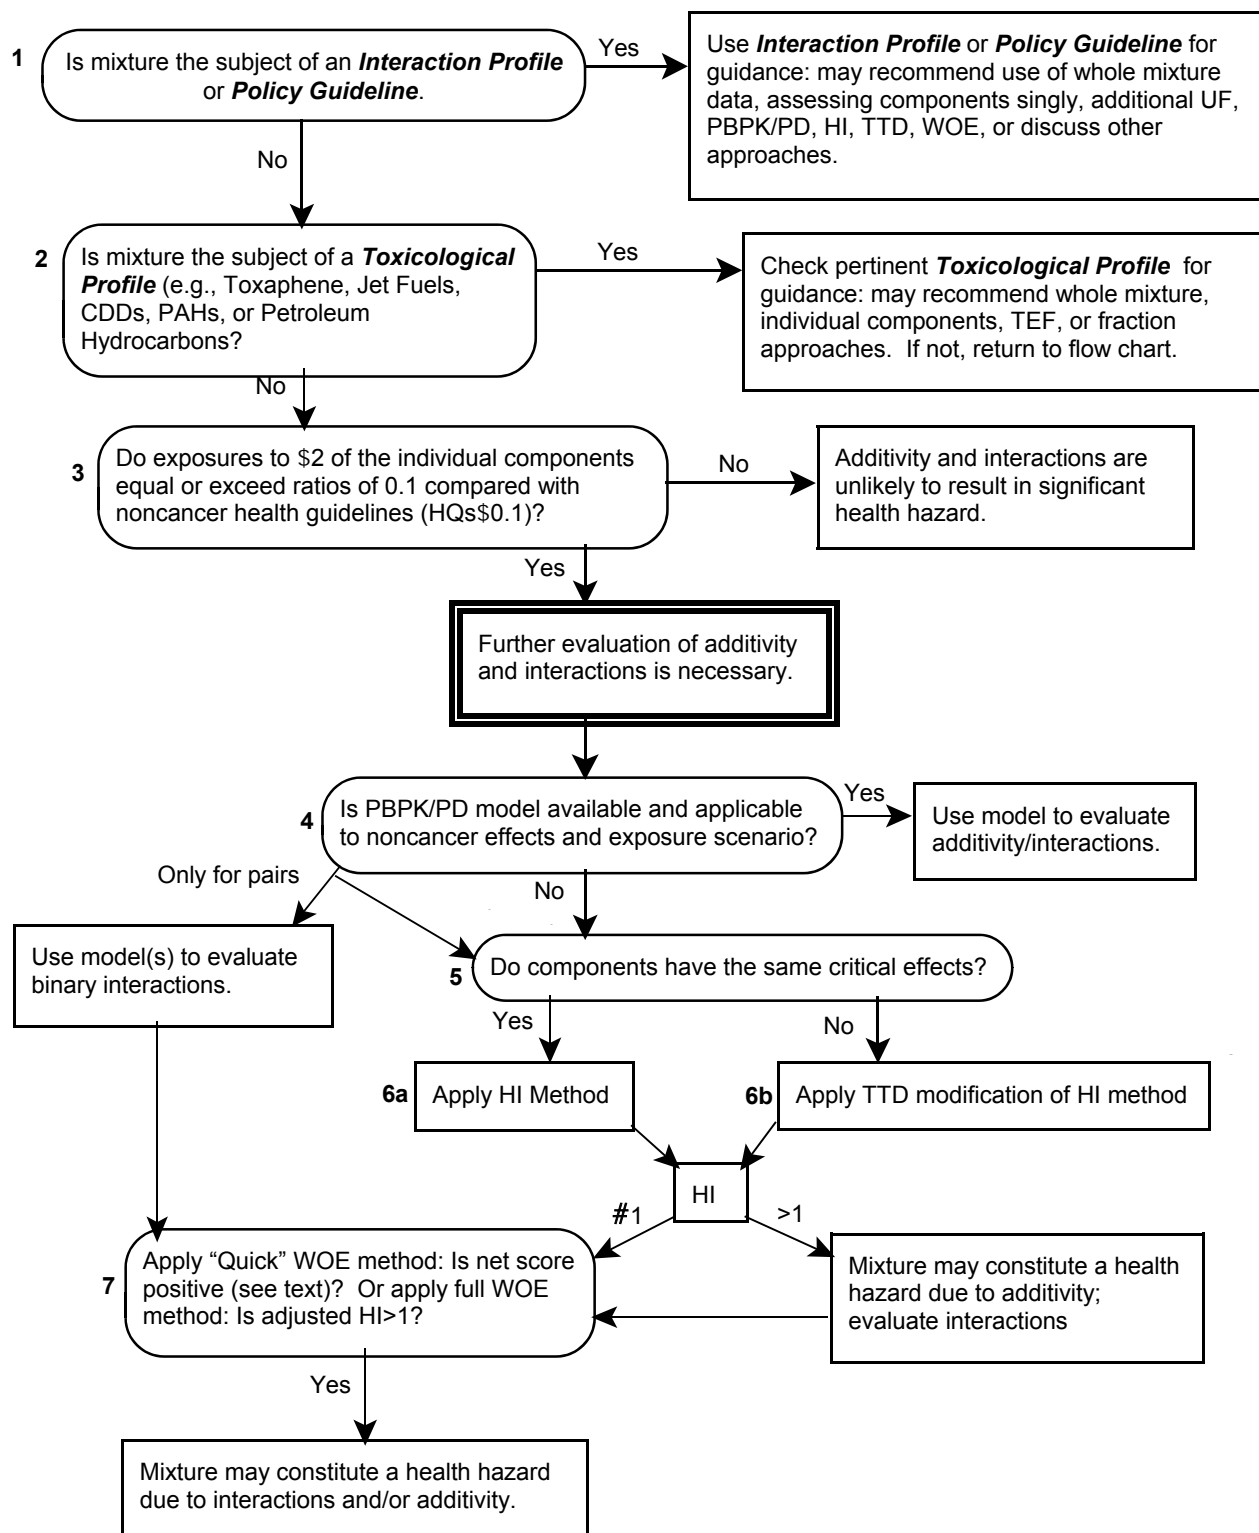 1
Is mixture the subject of an Interaction Profile
or Policy Guideline.
Yes
Use Interaction Profile or Policy Guideline for
guidance: may recommend use of whole mixture
data, assessing components singly, additional UF,
PBPK/PD, HI, TTD, WOE, or discuss other
approaches.
No
2
Is mixture the subject of a Toxicological
Profile (e.g., Toxaphene, Jet Fuels,
CDDs, PAHs, or Petroleum
Hydrocarbons?
Yes
Check pertinent Toxicological Profile for
guidance: may recommend whole mixture,
individual components, TEF, or fraction
approaches. If not, return to flow chart.
No
3
Do exposures to $2 of the individual components
equal or exceed ratios of 0.1 compared with
noncancer health guidelines (HQs$0.1)?
No
Additivity and interactions are
unlikely to result in significant
health hazard.
Yes
Further evaluation of additivity
and interactions is necessary.
4
Is PBPK/PD model available and applicable
to noncancer effects and exposure scenario?
Yes
Use model to evaluate
additivity/interactions.
Only for pairs
No
Use model(s) to evaluate
binary interactions.
5
Do components have the same critical effects?
Yes
No
6a
Apply HI Method
6b
Apply TTD modification of HI method
HI
#1
>1
7
Apply “Quick” WOE method: Is net score
positive (see text)? Or apply full WOE
method: Is adjusted HI>1?
Mixture may constitute a health
hazard due to additivity;
evaluate interactions
Yes
Mixture may constitute a health hazard
due to interactions and/or additivity.